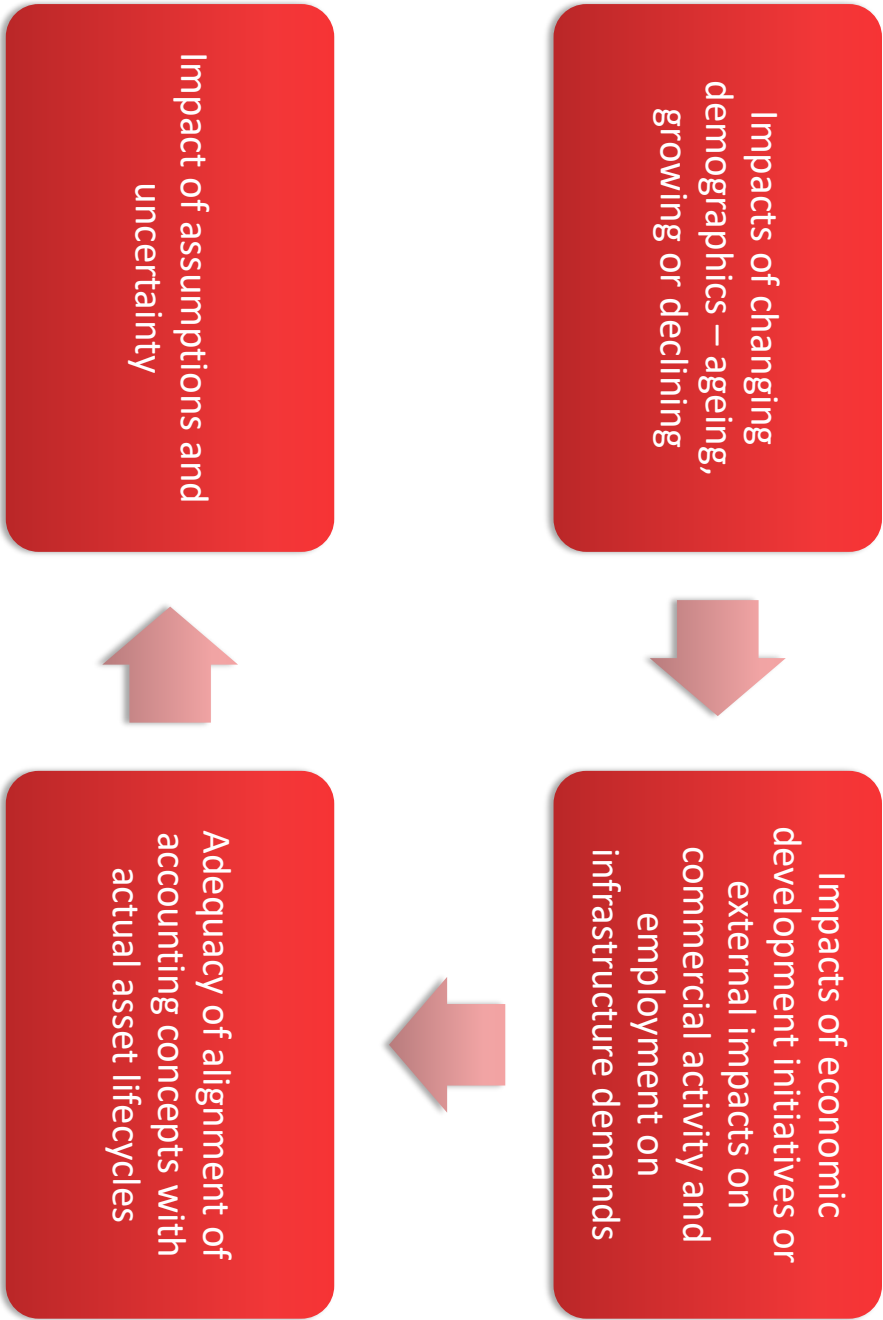 Impacts of changing
demographics – ageing,
growing or declining
Impacts of economic
development initiatives or
external impacts on
commercial activity and
employment on
infrastructure demands
Adequacy of alignment of
accounting concepts with
actual asset lifecycles
Impact of assumptions and
uncertainty